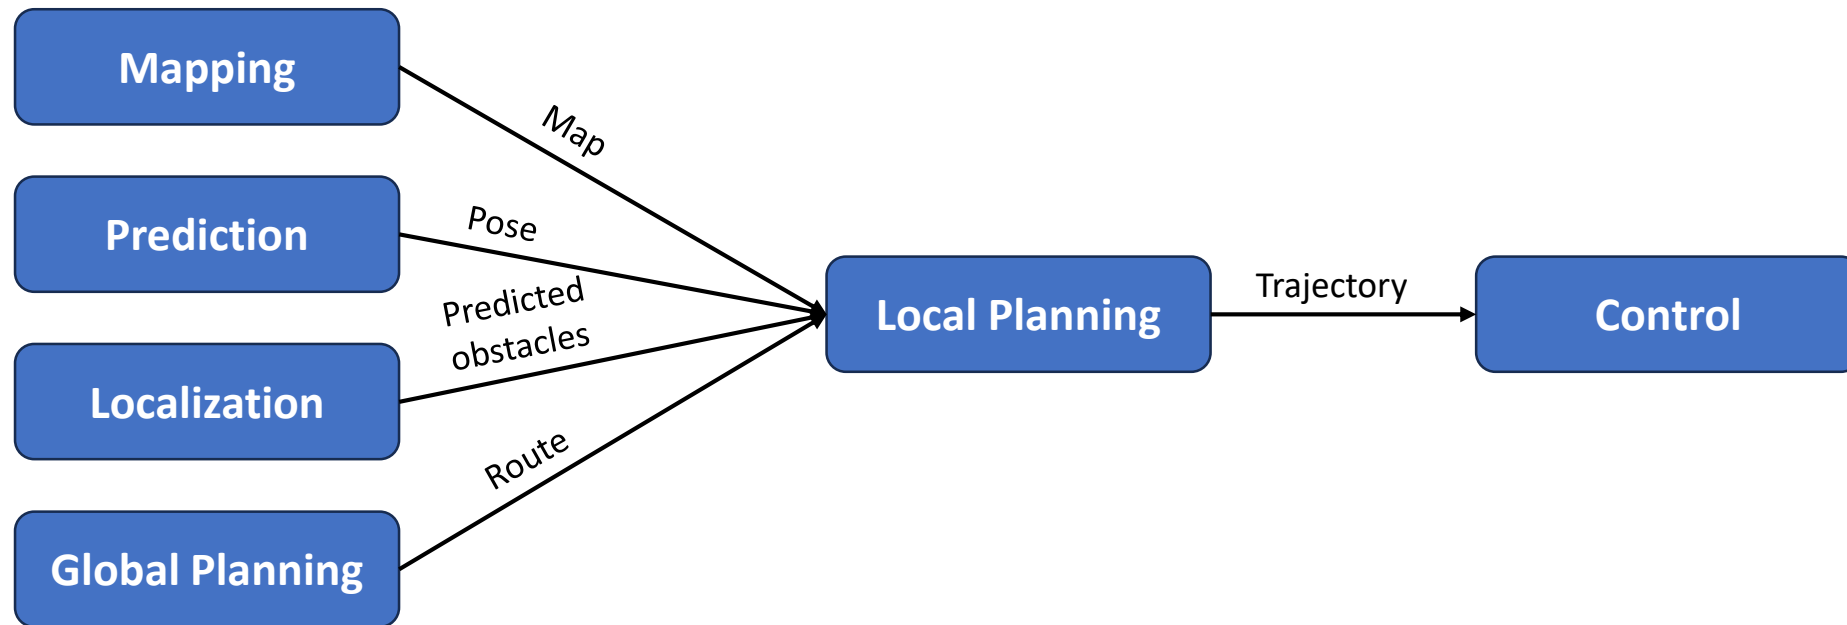 Mapping
Map
Prediction
Pose
Predicted
obstacles
Local Planning
Trajectory
Control
Localization
Route
Global Planning